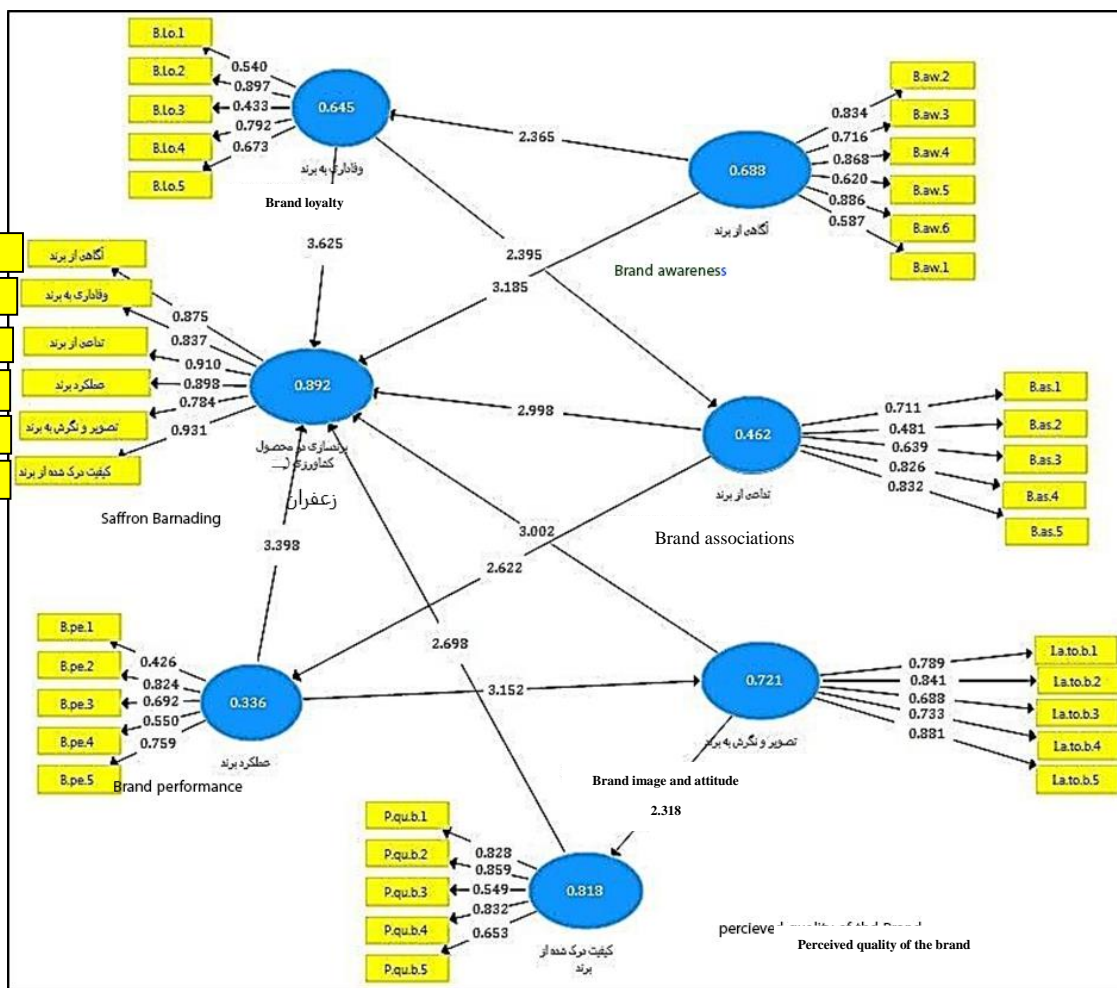 B.Lo.1
B.Lo.2
B.Lo.3
B.Lo.4
B.Lo.5
0.540
0.897
0.433
0.792
0.673
0.645
وفاداری به برند
Brand loyalty
2.365
0.688
آگاهی از برند
Brand awareness
0.834
0.716
0.868
0.620
0.886
0.587
B.aw.2
B.aw.3
B.aw.4
B.aw.5
B.aw.6
B.aw.1
3.625
2.395
3.185
آگاهی از برند
وفاداری به برند
تداعی از برند
عملکرد برند
تصویر و نگرش به برند
کیفیت درک شده از برند
0.875
0.837
0.910
0.898
0.784
0.931
0.892
برندسازی در محصول
کشاورزی
زعفران
Saffron Barnading
2.998
0.462
تداعی از برند
Brand associations
0.711
0.481
0.639
0.826
0.832
B.as.1
B.as.2
B.as.3
B.as.4
B.as.5
3.398
3.002
2.622
2.698
B.pe.1
B.pe.2
B.pe.3
B.pe.4
B.pe.5
0.426
0.824
0.692
0.550
0.759
0.336
عملکرد برند
Brand performance
3.152
0.721
تصویر و نگرش به برند
Brand image and attitude
2.318
0.789
0.841
0.688
0.733
0.881
I.a.to.b.1
I.a.to.b.2
I.a.to.b.3
I.a.to.b.4
I.a.to.b.5
P.qu.b.1
P.qu.b.2
P.qu.b.3
P.qu.b.4
P.qu.b.5
0.828
0.859
0.549
0.832
0.653
0.818
کیفیت درک شده از
برند
percieved quality of thd Brand
Perceived quality of the brand